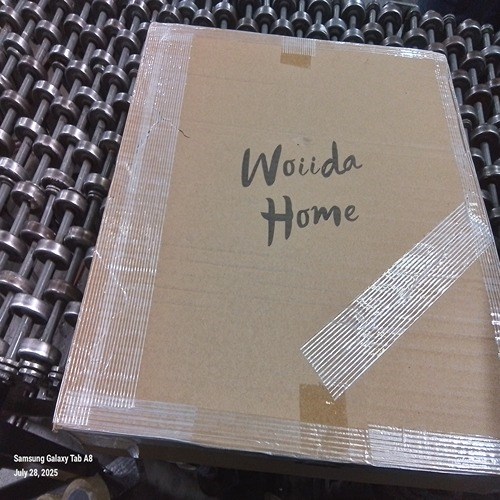 Woiida
Home
Samsung Galaxy Tab A8
July 28, 2025